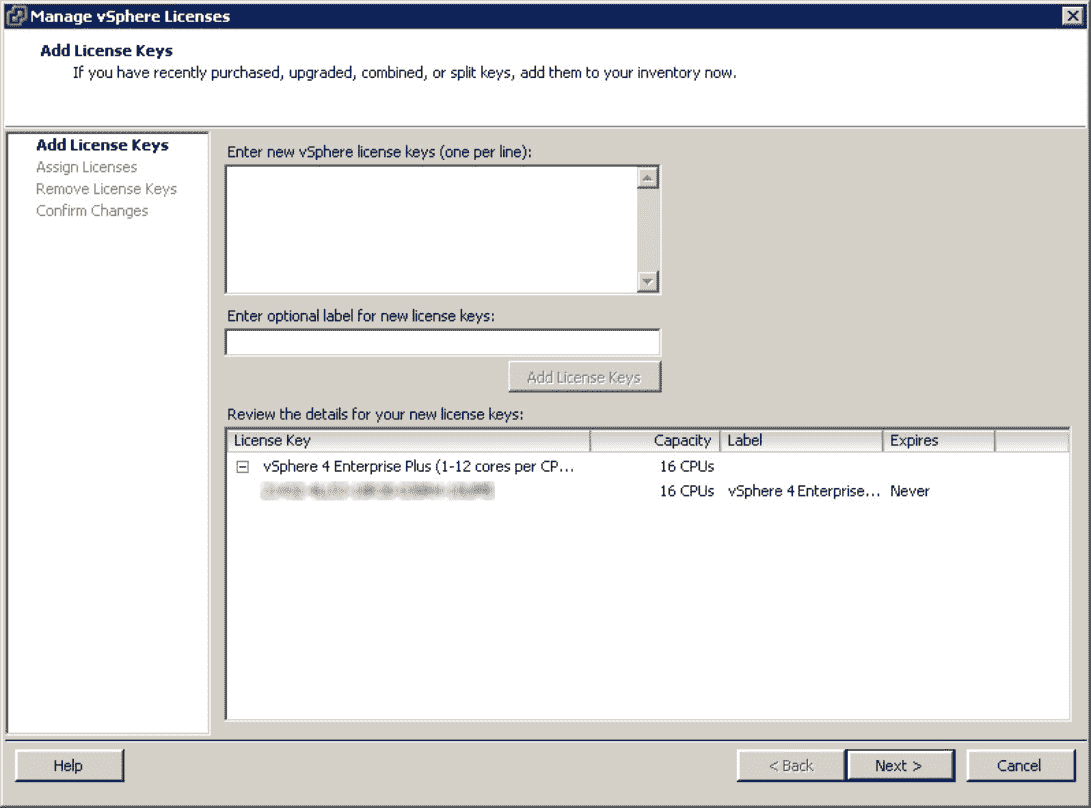 Manage vSphere Licenses
Add License Keys
If you have recently purchased, upgraded, combined, or split keys, add them to your inventory now.
Add License Keys
Assign Licenses
Remove License Keys
Confirm Changes
Enter new vSphere license keys (one per line):
Enter optional label for new license keys:
Add License Keys
Review the details for your new license keys:
License Key Capacity Label Expires
vSphere 4 Enterprise Plus (1-12 cores per CP... 16 CPUs
16 CPUs vSphere 4 Enterprise... Never
Help < Back Next > Cancel